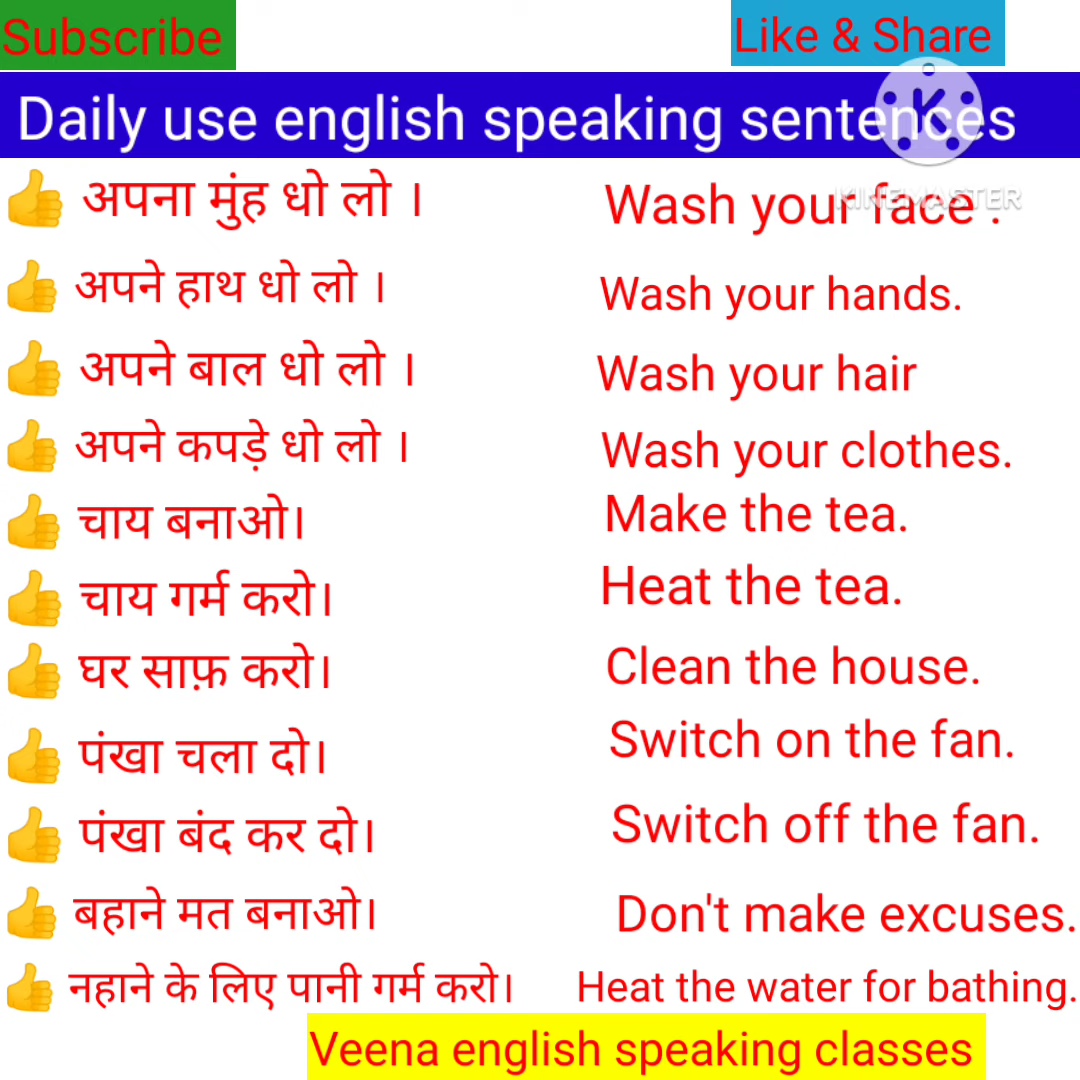 Subscribe
Like & Share
Daily use english speaking sentences
KINEMASTER
👍 अपना मुंह धो लो । Wash your face .
👍 अपने हाथ धो लो । Wash your hands.
👍 अपने बाल धो लो । Wash your hair
👍 अपने कपड़े धो लो । Wash your clothes.
👍 चाय बनाओ। Make the tea.
👍 चाय गर्म करो। Heat the tea.
👍 घर साफ़ करो। Clean the house.
👍 पंखा चला दो। Switch on the fan.
👍 पंखा बंद कर दो। Switch off the fan.
👍 बहाने मत बनाओ। Don't make excuses.
👍 नहाने के लिए पानी गर्म करो। Heat the water for bathing.
Veena english speaking classes